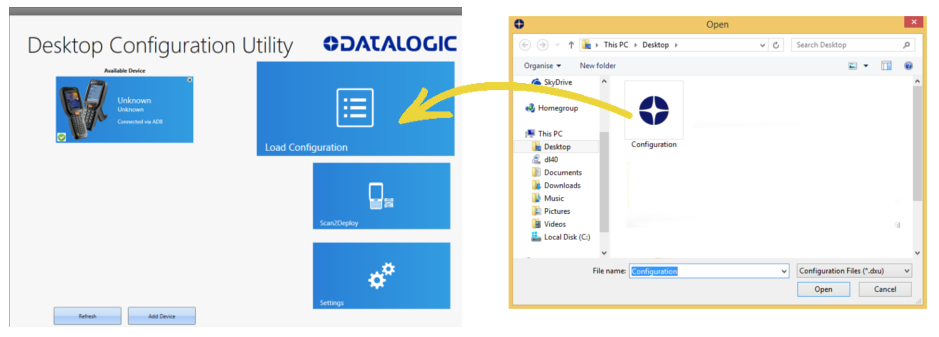 Desktop Configuration Utility
DATALOGIC
Available Device
Unknown
Unknown
Connected via ADB
Load Configuration
Scan2Deploy
Settings
Refresh
Add Device
Open
This PC
Desktop
Search Desktop
Organise
New folder
SkyDrive
Homegroup
This PC
Desktop
dl40
Documents
Downloads
Music
Pictures
Videos
Local Disk (C:)
Configuration
File name:
Configuration
Configuration Files (*.dxu)
Open
Cancel